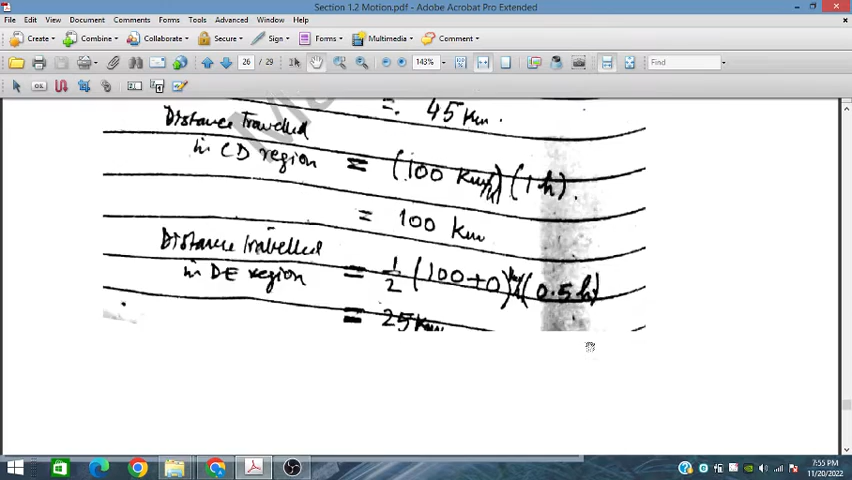 Section 1.2 Motion.pdf - Adobe Acrobat Pro Extended
File Edit View Document Comments Forms Tools Advanced Window Help
Create Combine Collaborate Secure Sign Forms Multimedia Comment
26 / 29 143% Find
= 45 Km.
Distance Travelled
in CD region = (100 Km/h) (1 h).
= 100 Km
Distance travelled
in DE region = 1/2 (100+0) km/h (0.5 h)
= 25 Km
7:55 PM
11/20/2022